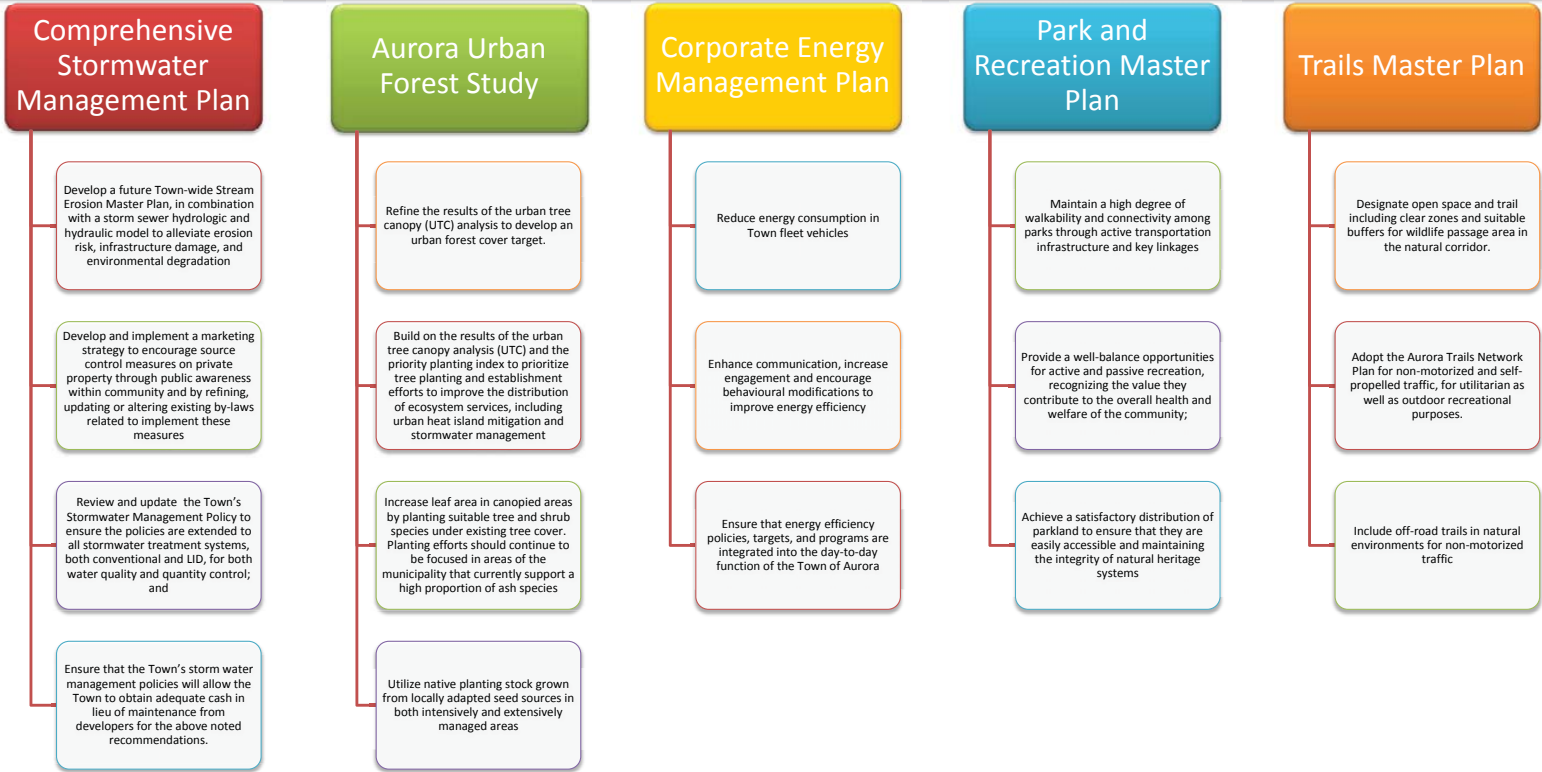 Comprehensive
Stormwater
Management Plan
Develop a future Town-wide Stream
Erosion Master Plan, in combination
with a storm sewer hydrologic and
hydraulic model to alleviate erosion
risk, infrastructure damage, and
environmental degradation
Develop and implement a marketing
strategy to encourage source
control measures on private
property through public awareness
within community and by refining,
updating or altering existing by-laws
related to implement these
measures
Review and update the Town's
Stormwater Management Policy to
ensure the policies are extended to
all stormwater treatment systems,
both conventional and LID, for both
water quality and quantity control;
and
Ensure that the Town's storm water
management policies will allow the
Town to obtain adequate cash in
lieu of maintenance from
developers for the above noted
recommendations.
Aurora Urban
Forest Study
Refine the results of the urban tree
canopy (UTC) analysis to develop an
urban forest cover target.
Build on the results of the urban
tree canopy analysis (UTC) and the
priority planting index to prioritize
tree planting and establishment
efforts to improve the distribution
of ecosystem services, including
urban heat island mitigation and
stormwater management
Increase leaf area in canopied areas
by planting suitable tree and shrub
species under existing tree cover.
Planting efforts should continue to
be focused in areas of the
municipality that currently support a
high proportion of ash species
Utilize native planting stock grown
from locally adapted seed sources in
both intensively and extensively
managed areas
Corporate Energy
Management Plan
Reduce energy consumption in
Town fleet vehicles
Enhance communication, increase
engagement and encourage
behavioural modifications to
improve energy efficiency
Ensure that energy efficiency
policies, targets, and programs are
integrated into the day-to-day
function of the Town of Aurora
Park and
Recreation Master
Plan
Maintain a high degree of
walkability and connectivity among
parks through active transportation
infrastructure and key linkages
Provide a well-balance opportunities
for active and passive recreation,
recognizing the value they
contribute to the overall health and
welfare of the community;
Achieve a satisfactory distribution of
parkland to ensure that they are
easily accessible and maintaining
the integrity of natural heritage
systems
Trails Master Plan
Designate open space and trail
including clear zones and suitable
buffers for wildlife passage area in
the natural corridor.
Adopt the Aurora Trails Network
Plan for non-motorized and self-
propelled traffic, for utilitarian as
well as outdoor recreational
purposes.
Include off-road trails in natural
environments for non-motorized
traffic